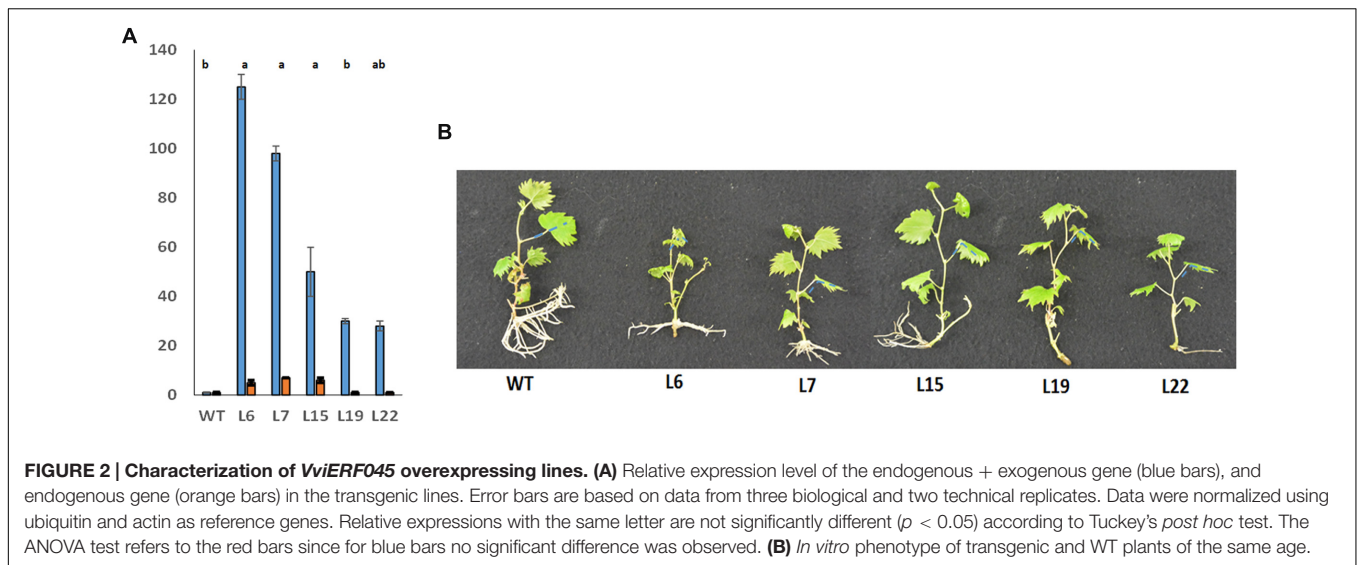 A
140
120
100
80
60
40
20
0
b a a a b ab
WT L6 L7 L15 L19 L22
B
WT L6 L7 L15 L19 L22
FIGURE 2 | Characterization of VviERF045 overexpressing lines. (A) Relative expression level of the endogenous + exogenous gene (blue bars), and
endogenous gene (orange bars) in the transgenic lines. Error bars are based on data from three biological and two technical replicates. Data were normalized using
ubiquitin and actin as reference genes. Relative expressions with the same letter are not significantly different (p < 0.05) according to Tuckey's post hoc test. The
ANOVA test refers to the red bars since for blue bars no significant difference was observed. (B) In vitro phenotype of transgenic and WT plants of the same age.